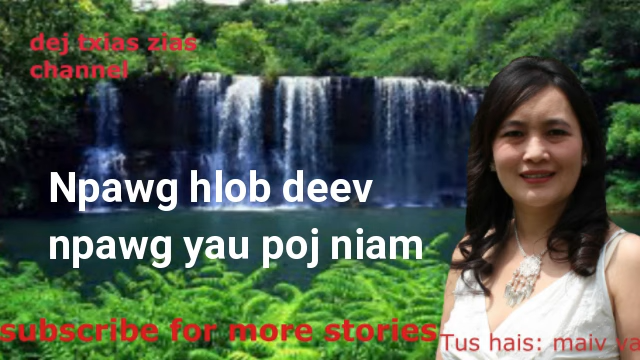 dej txias zias
channel
Npawg hlob deev
npawg yau poj niam
subscribe for more stories
Tus hais: maiv